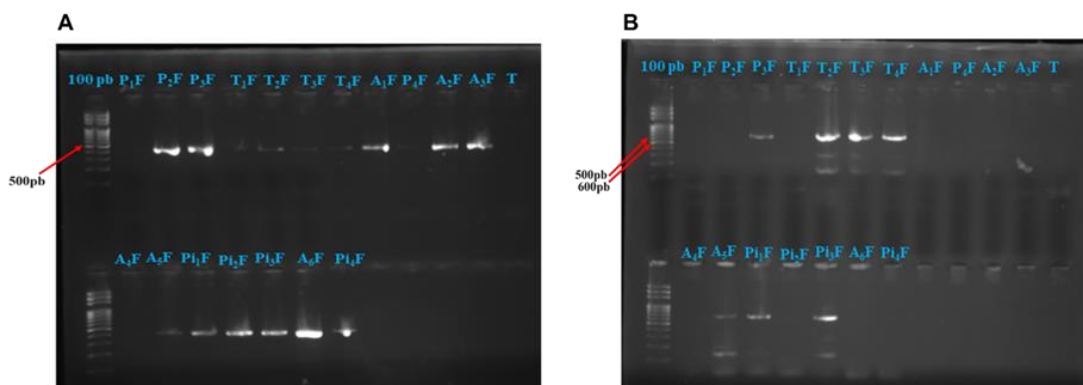 A
100 pb P₁F P₂F P₃F T₁F T₂F T₃F T₄F A₁F P₄F A₂F A₃F T
500pb
A₄F A₅F Pi₁F Pi₂F Pi₃F A₆F Pi₄F
B
100 pb P₁F P₂F P₃F T₁F T₂F T₃F T₄F A₁F P₄F A₂F A₃F T
500pb
600pb
A₄F A₅F Pi₁F Pi₂F Pi₃F A₆F Pi₄F